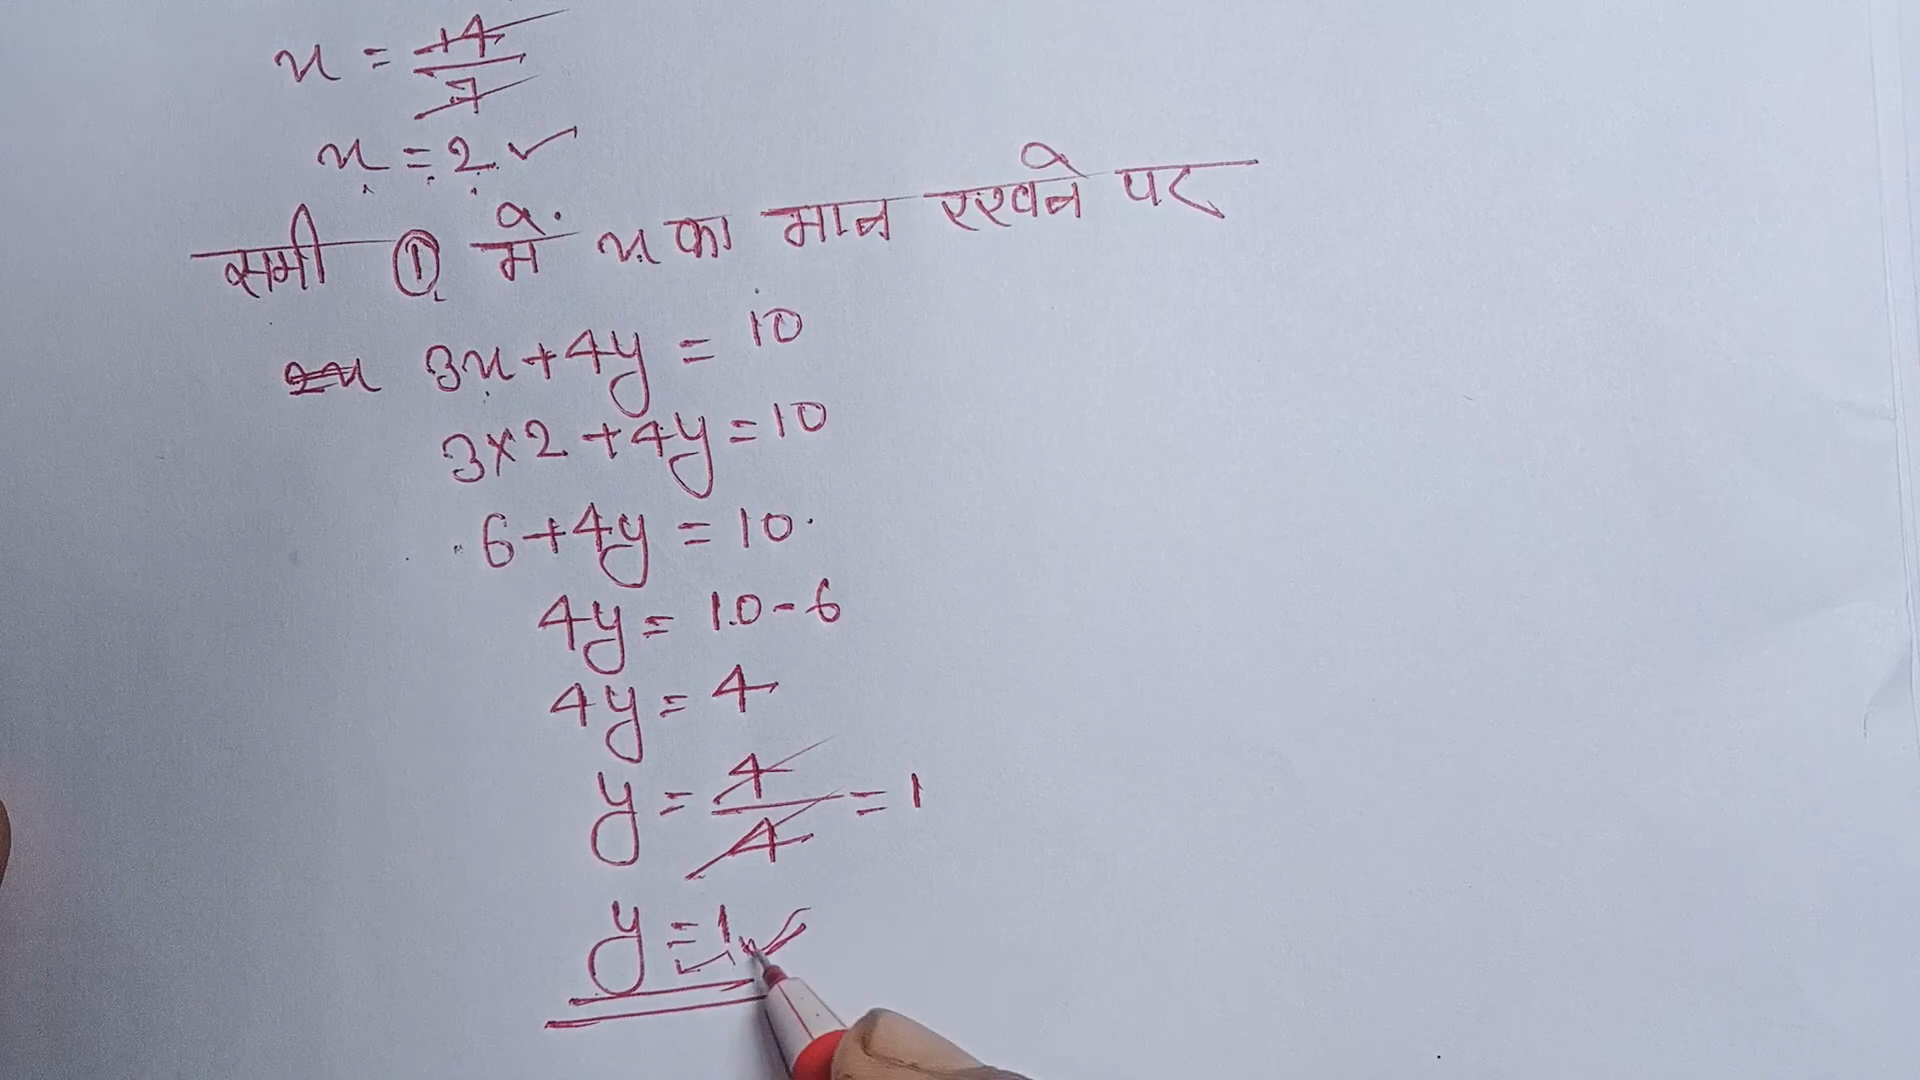 x = 14/7
x = 2 ✓
समी ① में x का मान रखने पर
3x + 4y = 10
3×2 + 4y = 10
6 + 4y = 10
4y = 10 - 6
4y = 4
y = 4/4 = 1
y = 1 ✓